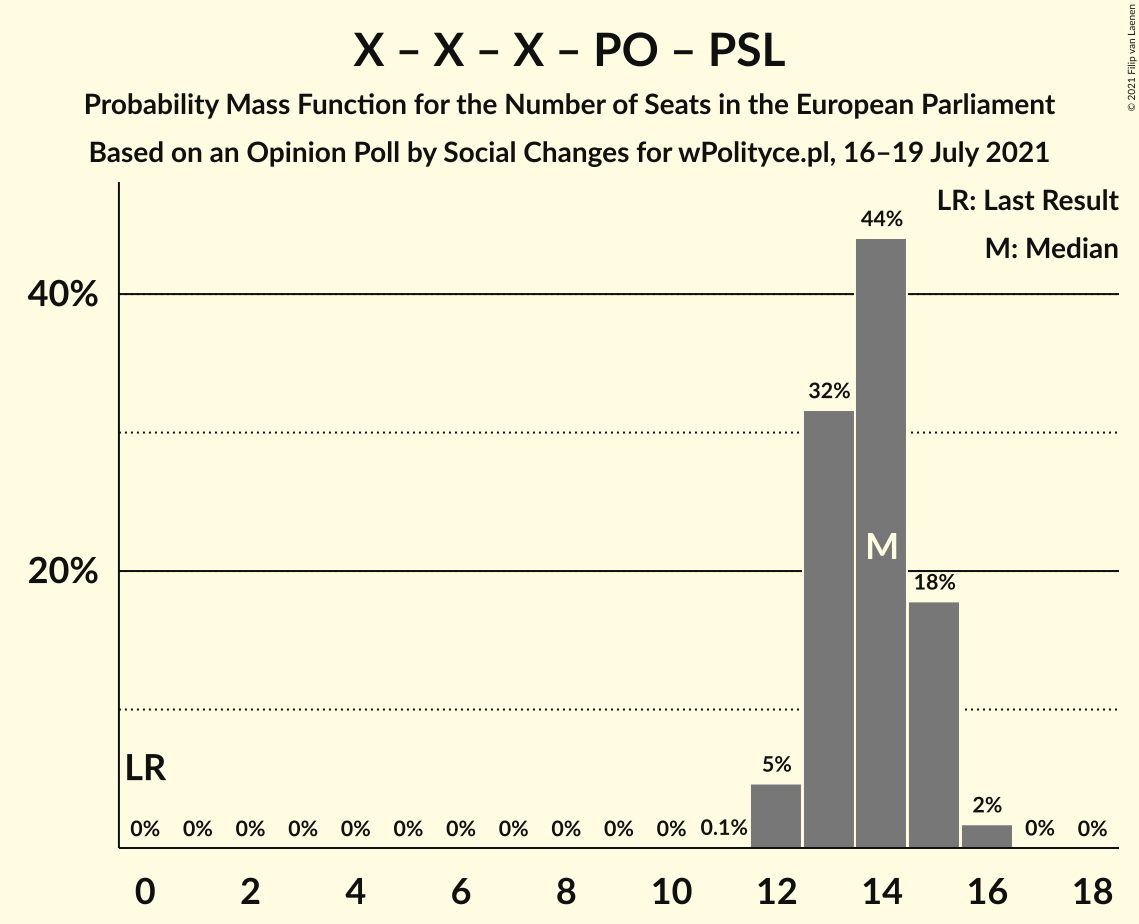 X – X – X – PO – PSL
Probability Mass Function for the Number of Seats in the European Parliament
Based on an Opinion Poll by Social Changes for wPolityce.pl, 16–19 July 2021
© 2021 Filip van Laenen
LR: Last Result
M: Median
44%
40%
32%
M
20%
18%
LR
5%
2%
0% 0% 0% 0% 0% 0% 0% 0% 0% 0% 0% 0.1% 0% 0%
0 2 4 6 8 10 12 14 16 18